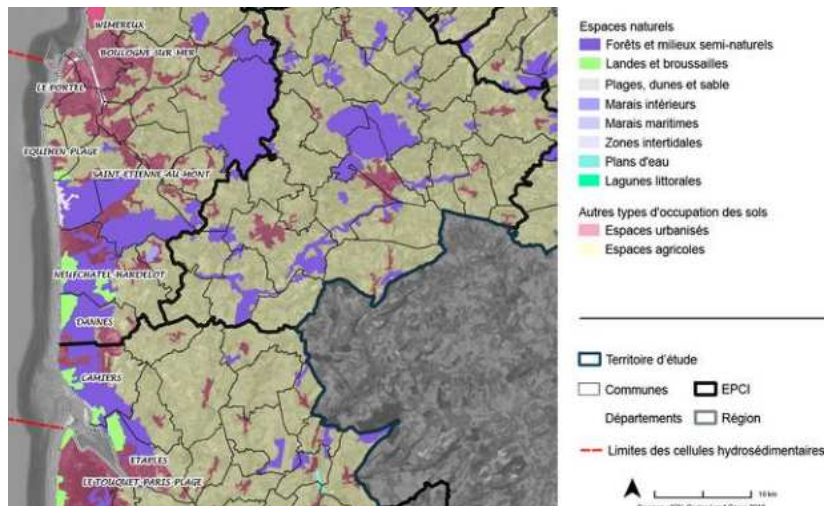 WIMEREUX
BOULOGNE-SUR-MER
LE PORTEL
EQUIHEN-PLAGE
SAINT-ETIENNE-AU-MONT
NEUFCHATEL-HARDELOT
DANNES
CAMIERS
ETAPLES
LE TOUQUET-PARIS-PLAGE
Espaces naturels
Forêts et milieux semi-naturels
Landes et broussailles
Plages, dunes et sable
Marais intérieurs
Marais maritimes
Zones intertidales
Plans d'eau
Lagunes littorales
Autres types d'occupation des sols
Espaces urbanisés
Espaces agricoles
Territoire d'étude
Communes EPCI
Départements Région
Limites des cellules hydrosédimentaires
10 km